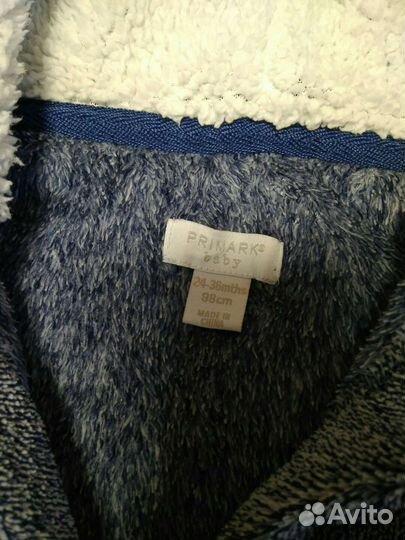 PRIMARK®
baby
24-36mths
98cm
MADE IN
CHINA
Avito